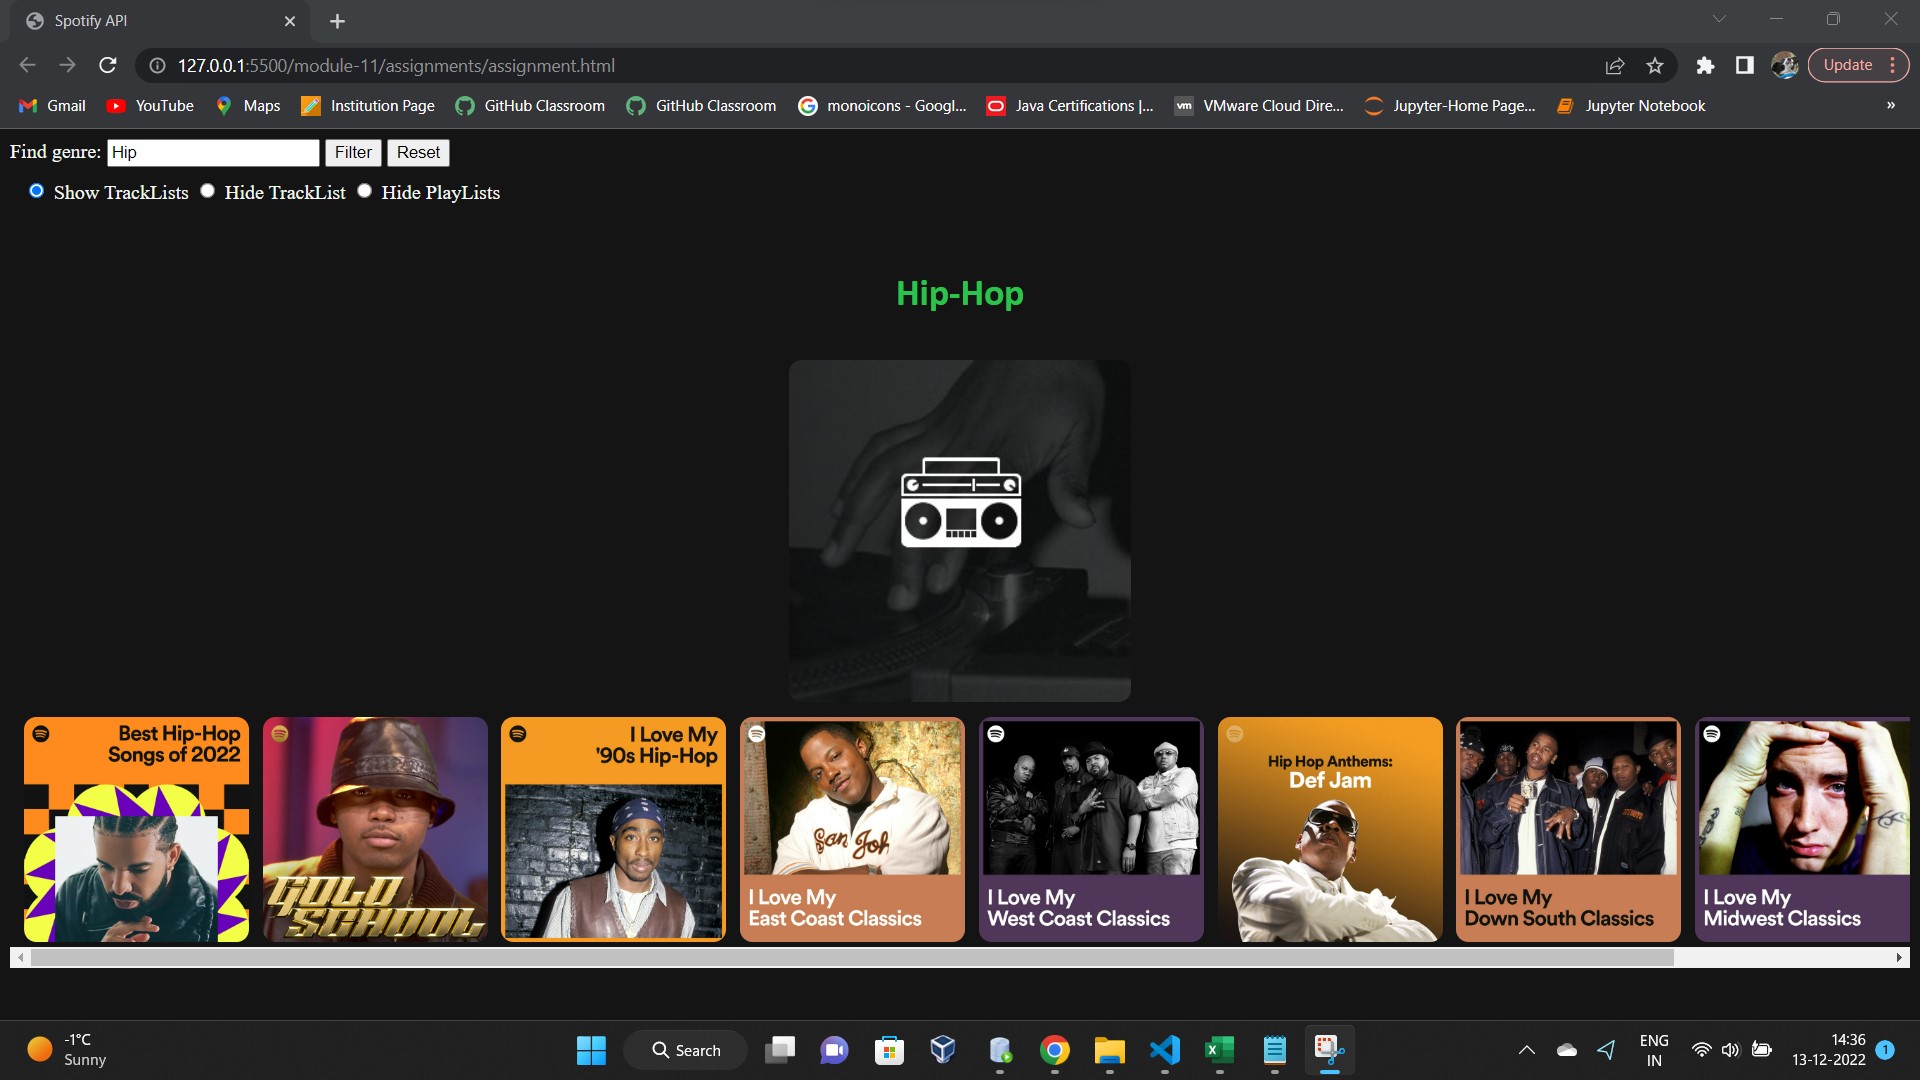 Spotify API
127.0.0.1:5500/module-11/assignments/assignment.html
Update
Gmail
YouTube
Maps
Institution Page
GitHub Classroom
GitHub Classroom
monoicons - Googl...
Java Certifications |...
vm
VMware Cloud Dire...
Jupyter-Home Page...
Jupyter Notebook
»
Find genre: Hip Filter Reset
Show TrackLists Hide TrackList Hide PlayLists
Hip-Hop
Best Hip-Hop
Songs of 2022
GOLD
SCHOOL
I Love My
'90s Hip-Hop
San Joh
I Love My
East Coast Classics
I Love My
West Coast Classics
Hip Hop Anthems:
Def Jam
I Love My
Down South Classics
I Love My
Midwest Classics
-1°C
Sunny
Search
ENG
IN
14:36
13-12-2022
1